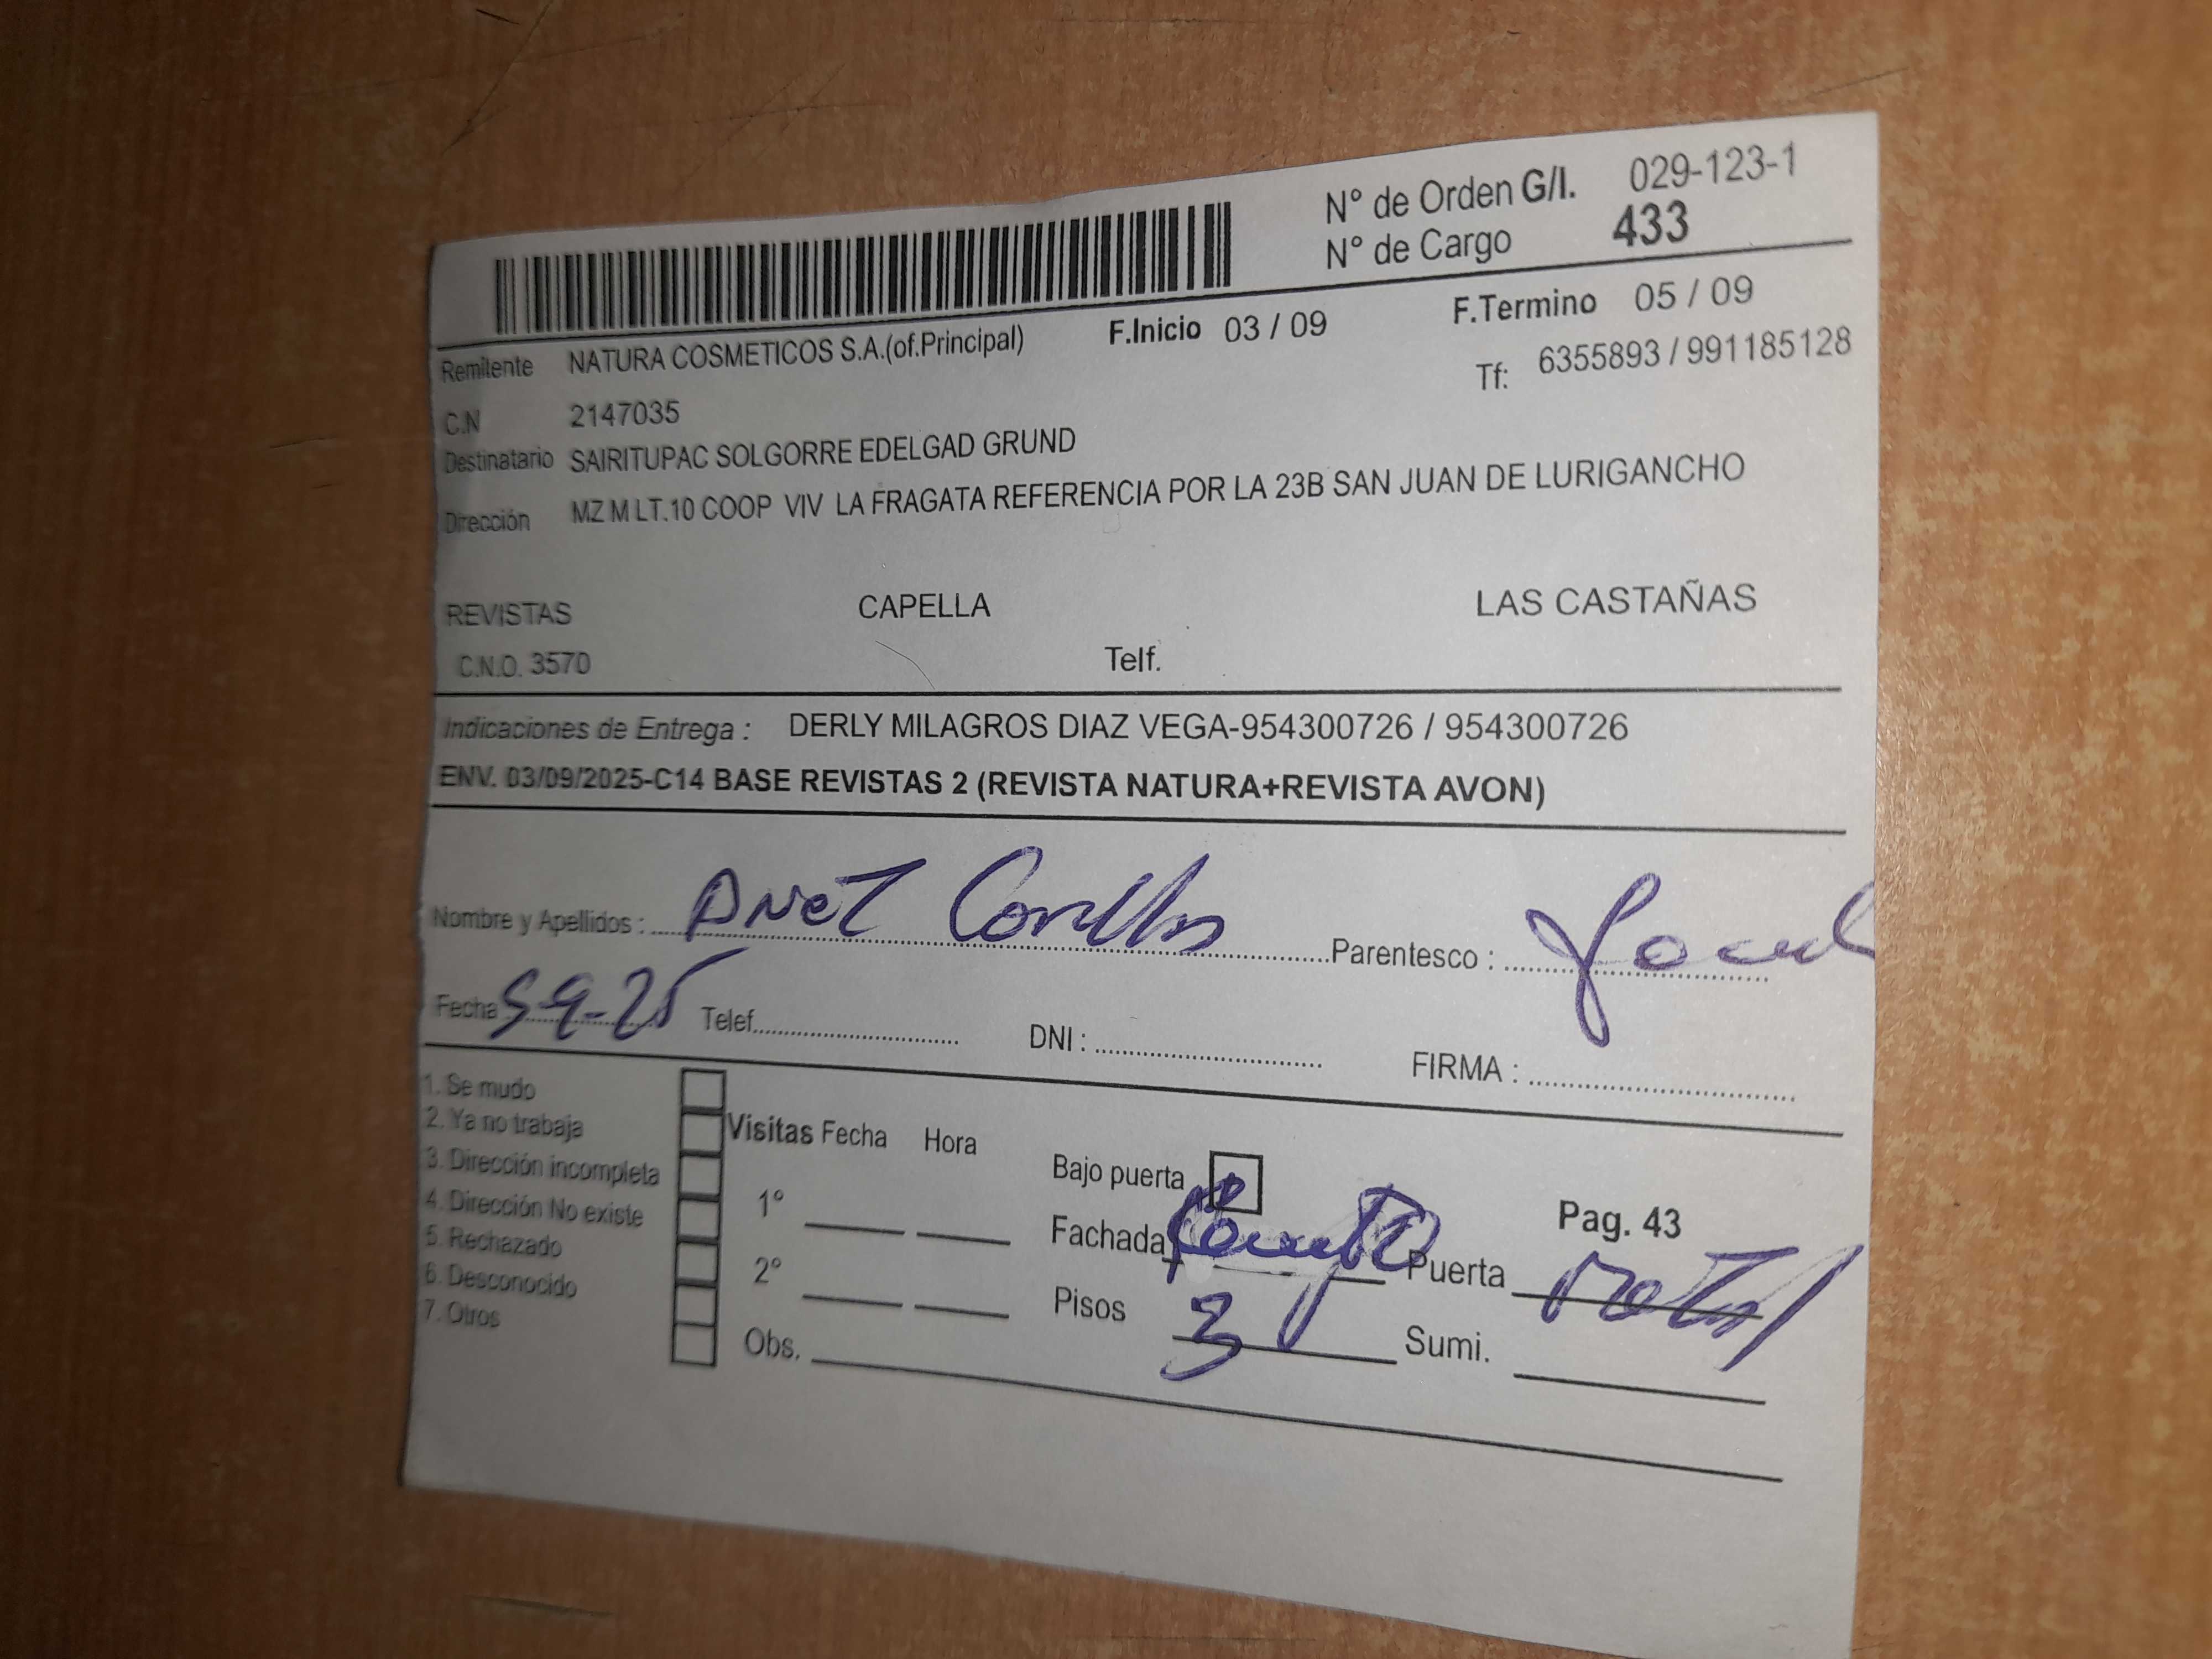 N° de Orden G/I. 029-123-1
N° de Cargo 433
Remitente NATURA COSMETICOS S.A.(of.Principal) F.Inicio 03 / 09 F.Termino 05 / 09
Tf: 6355893 / 991185128
C.N 2147035
Destinatario SAIRITUPAC SOLGORRE EDELGAD GRUND
Dirección MZ M LT.10 COOP VIV LA FRAGATA REFERENCIA POR LA 23B SAN JUAN DE LURIGANCHO
REVISTAS CAPELLA LAS CASTAÑAS
C.N.O. 3570 Telf.
Indicaciones de Entrega : DERLY MILAGROS DIAZ VEGA-954300726 / 954300726
ENV. 03/09/2025-C14 BASE REVISTAS 2 (REVISTA NATURA+REVISTA AVON)
Nombre y Apellidos : Parentesco :
Fecha 5 9-25 Telef. DNI : FIRMA :
1. Se mudo
2. Ya no trabaja Visitas Fecha Hora
3. Dirección incompleta Bajo puerta
4. Dirección No existe 1° Fachada Pag. 43
5. Rechazado Puerta
6. Desconocido 2° Pisos 3
7. Otros Obs. Sumi.